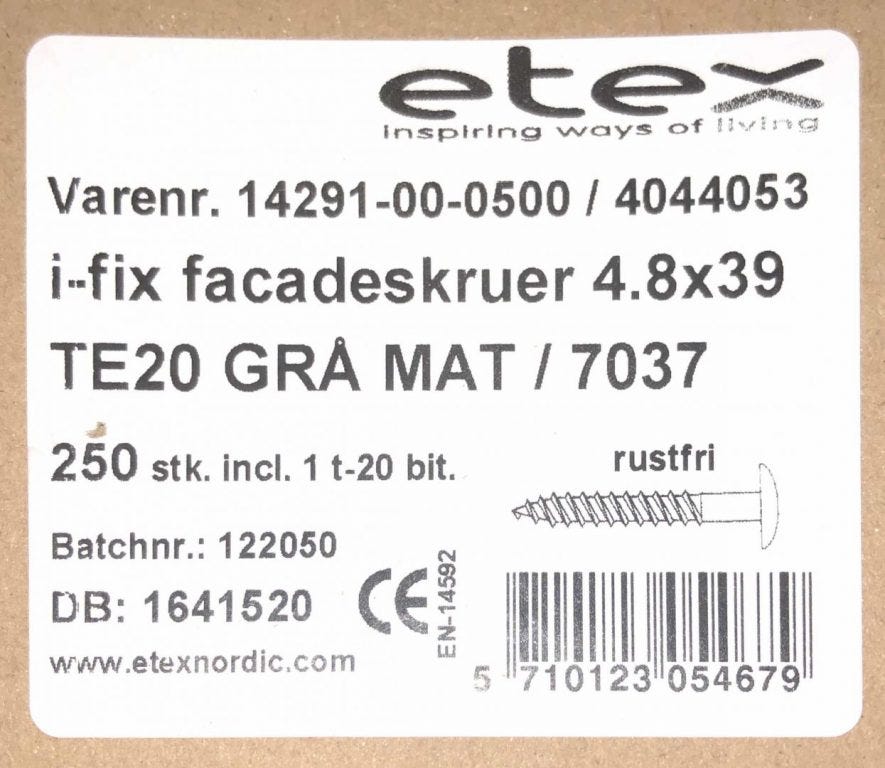 etex
inspiring ways of living
Varenr. 14291-00-0500 / 4044053
i-fix facadeskruer 4.8x39
TE20 GRÅ MAT / 7037
250 stk. incl. 1 t-20 bit.
rustfri
Batchnr.: 122050
DB: 1641520
CE
EN-14592
www.etexnordic.com
5 710123 054679